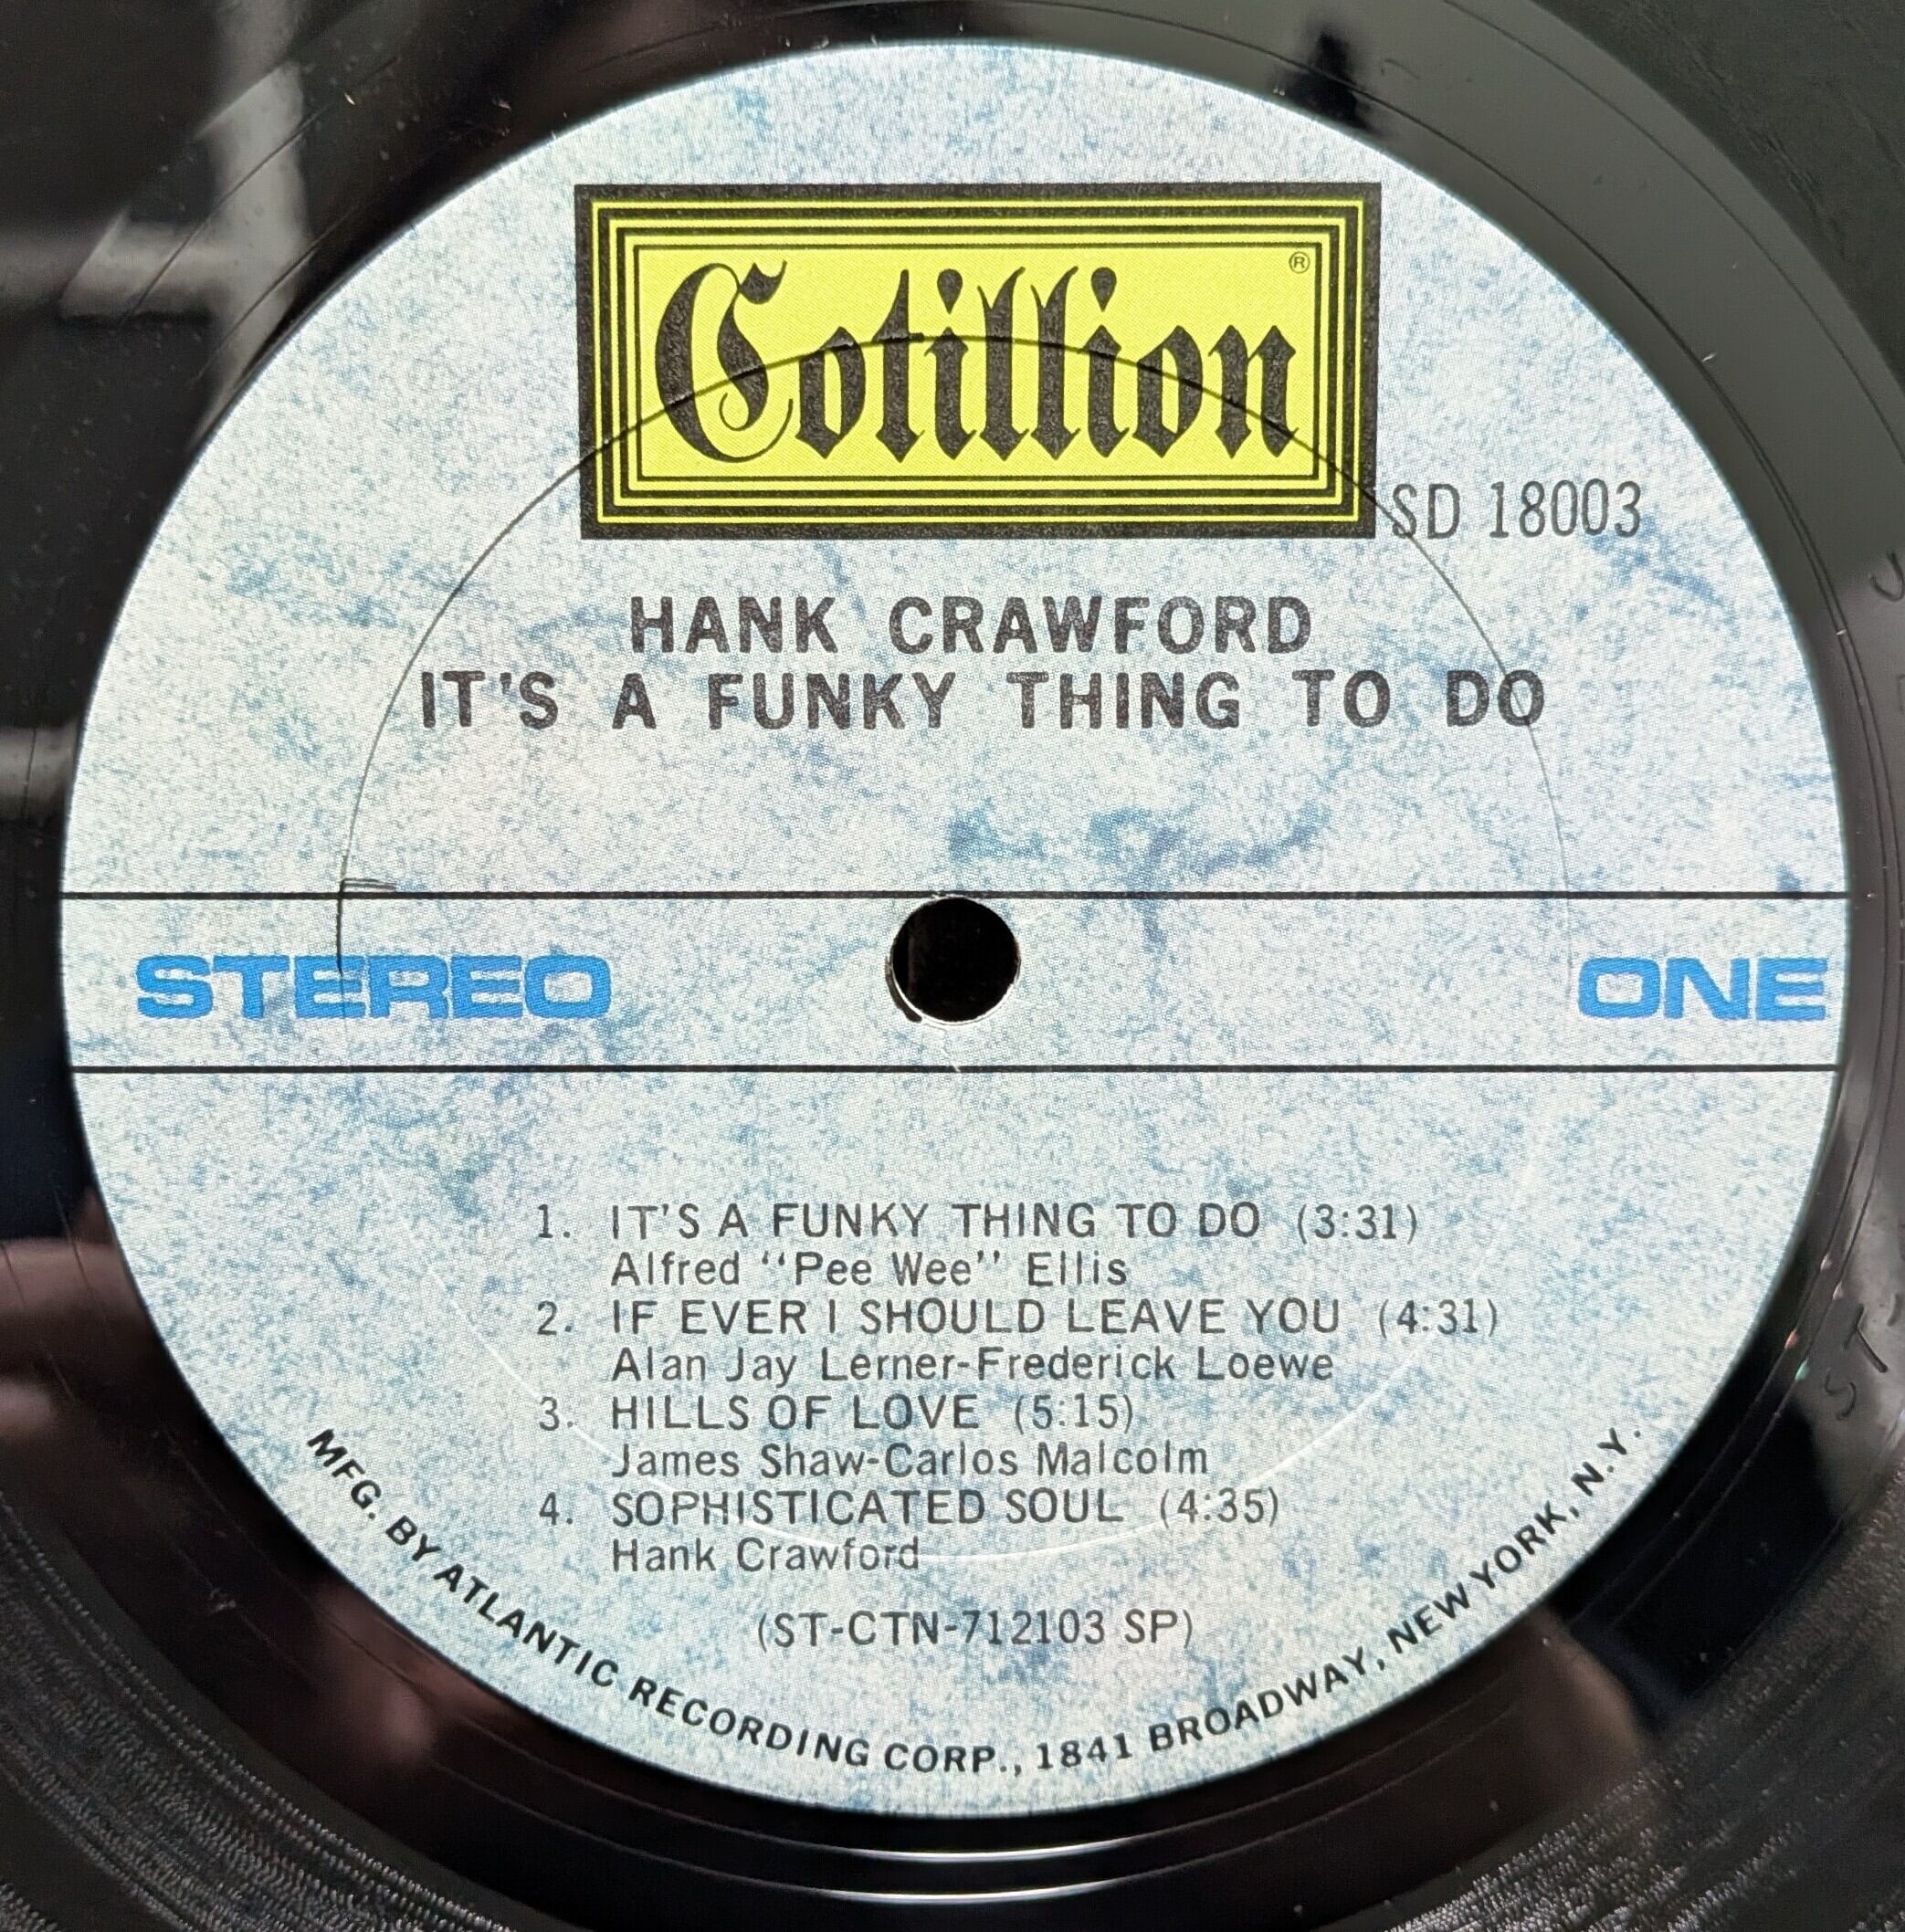 Cotillion ®
SD 18003
HANK CRAWFORD
IT'S A FUNKY THING TO DO
STEREO
ONE
1. IT'S A FUNKY THING TO DO (3:31)
Alfred "Pee Wee" Ellis
2. IF EVER I SHOULD LEAVE YOU (4:31)
Alan Jay Lerner-Frederick Loewe
3. HILLS OF LOVE (5:15)
James Shaw-Carlos Malcolm
4. SOPHISTICATED SOUL (4:35)
Hank Crawford
(ST-CTN-712103 SP)
MFG. BY ATLANTIC RECORDING CORP., 1841 BROADWAY, NEW YORK, N.Y.